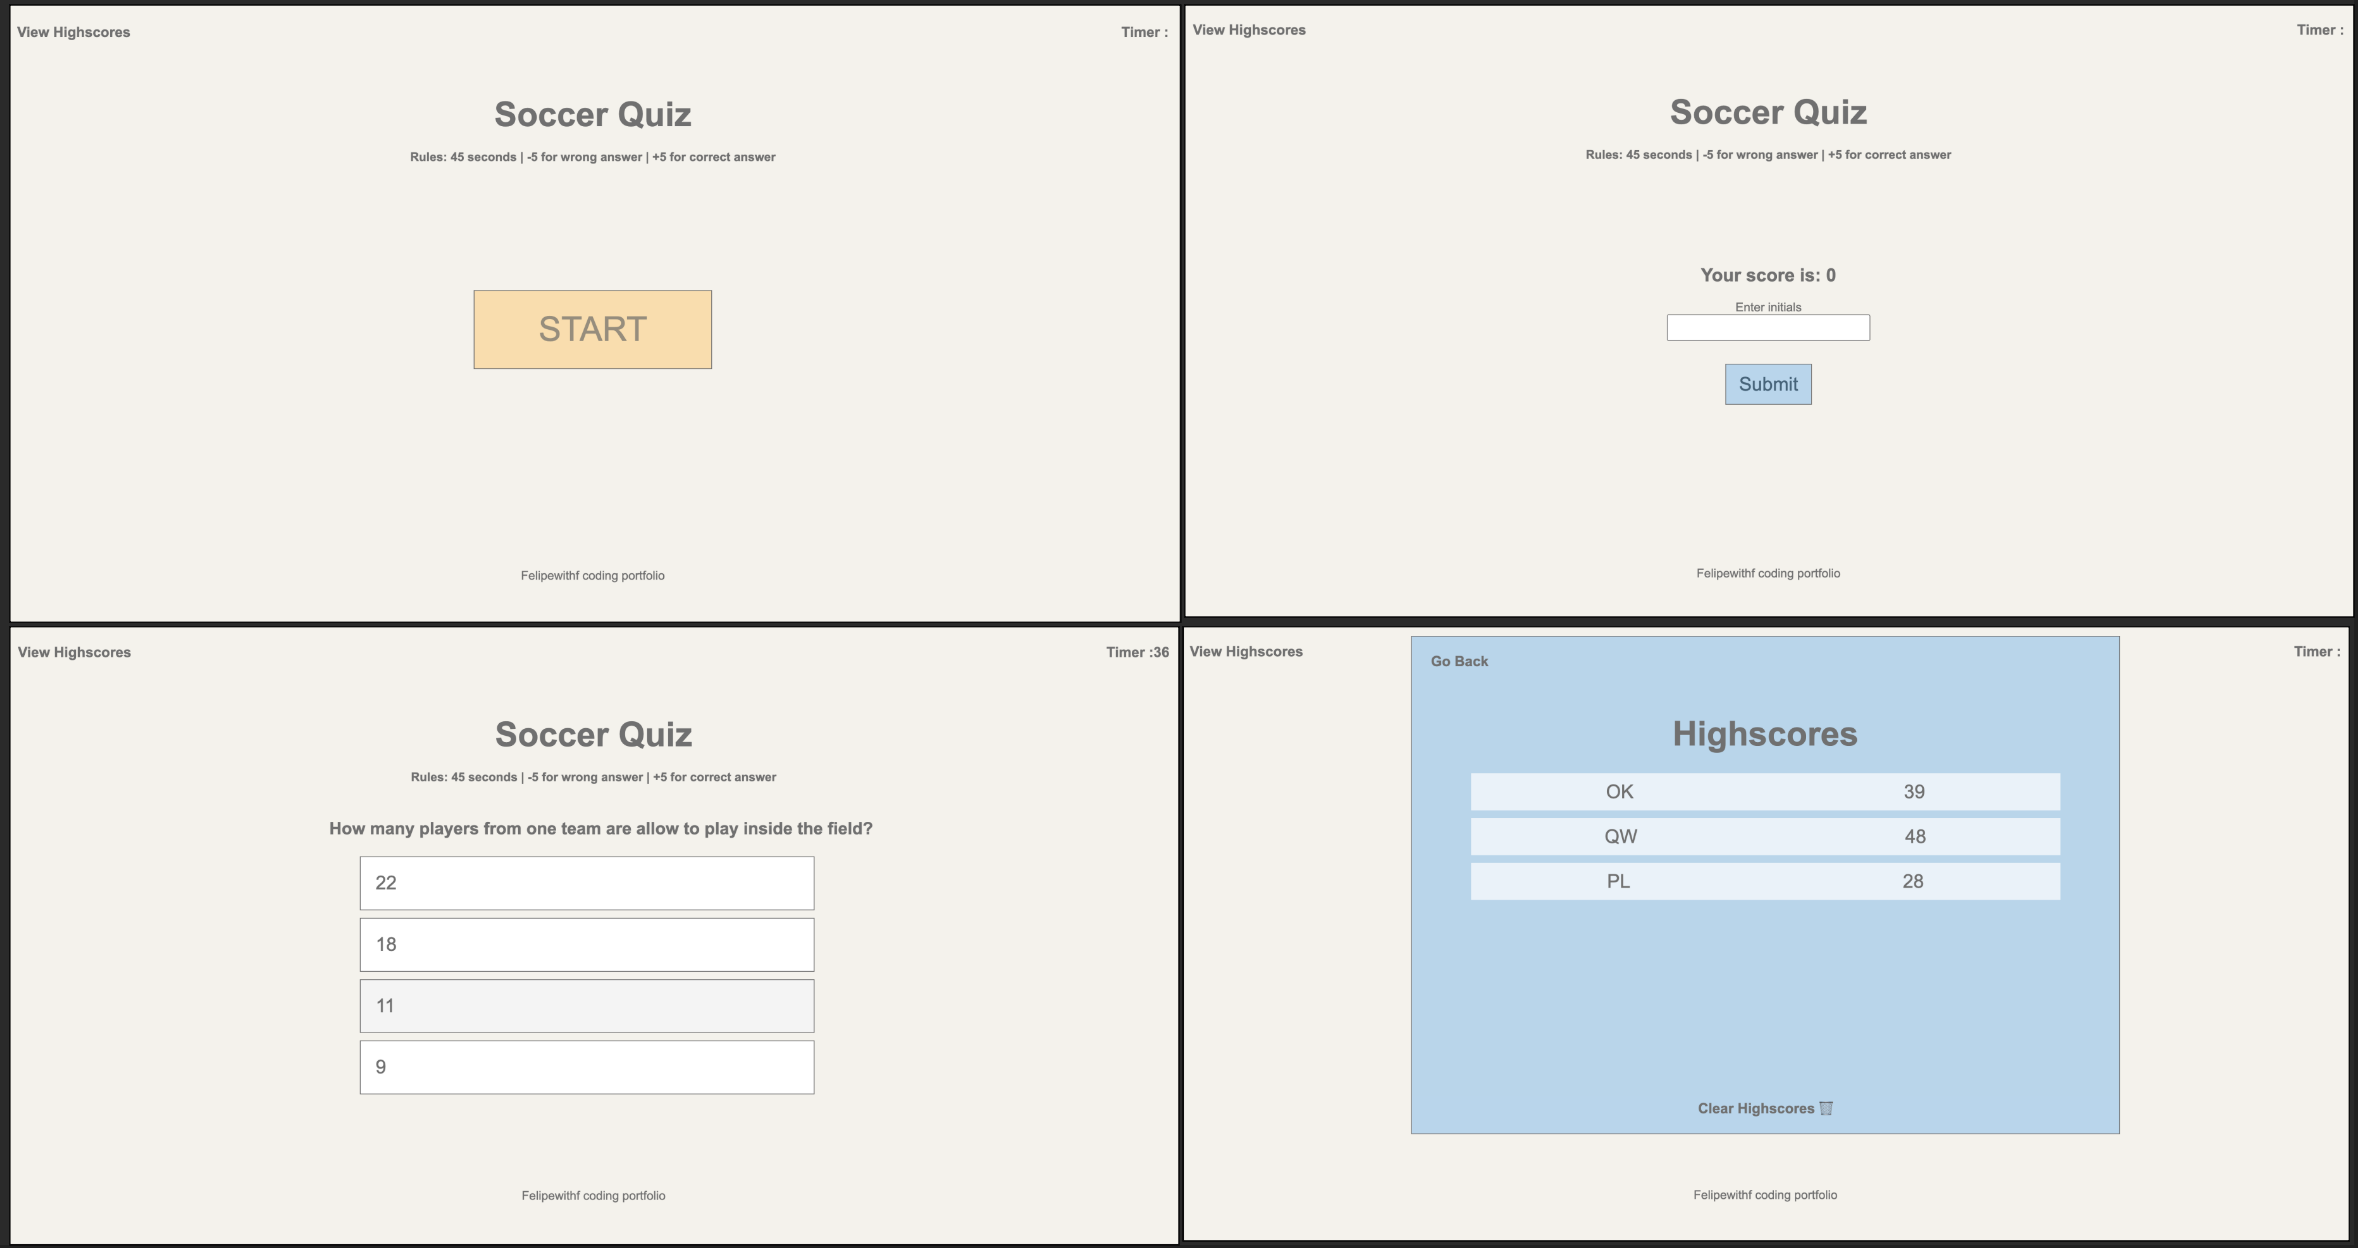 View Highscores
Timer :
Soccer Quiz
Rules: 45 seconds | -5 for wrong answer | +5 for correct answer
START
Felipewithf coding portfolio
View Highscores
Timer :
Soccer Quiz
Rules: 45 seconds | -5 for wrong answer | +5 for correct answer
Your score is: 0
Enter initials
Submit
Felipewithf coding portfolio
View Highscores
Timer :36
Soccer Quiz
Rules: 45 seconds | -5 for wrong answer | +5 for correct answer
How many players from one team are allow to play inside the field?
22
18
11
9
Felipewithf coding portfolio
View Highscores
Go Back
Timer :
Highscores
OK 39
QW 48
PL 28
Clear Highscores
Felipewithf coding portfolio